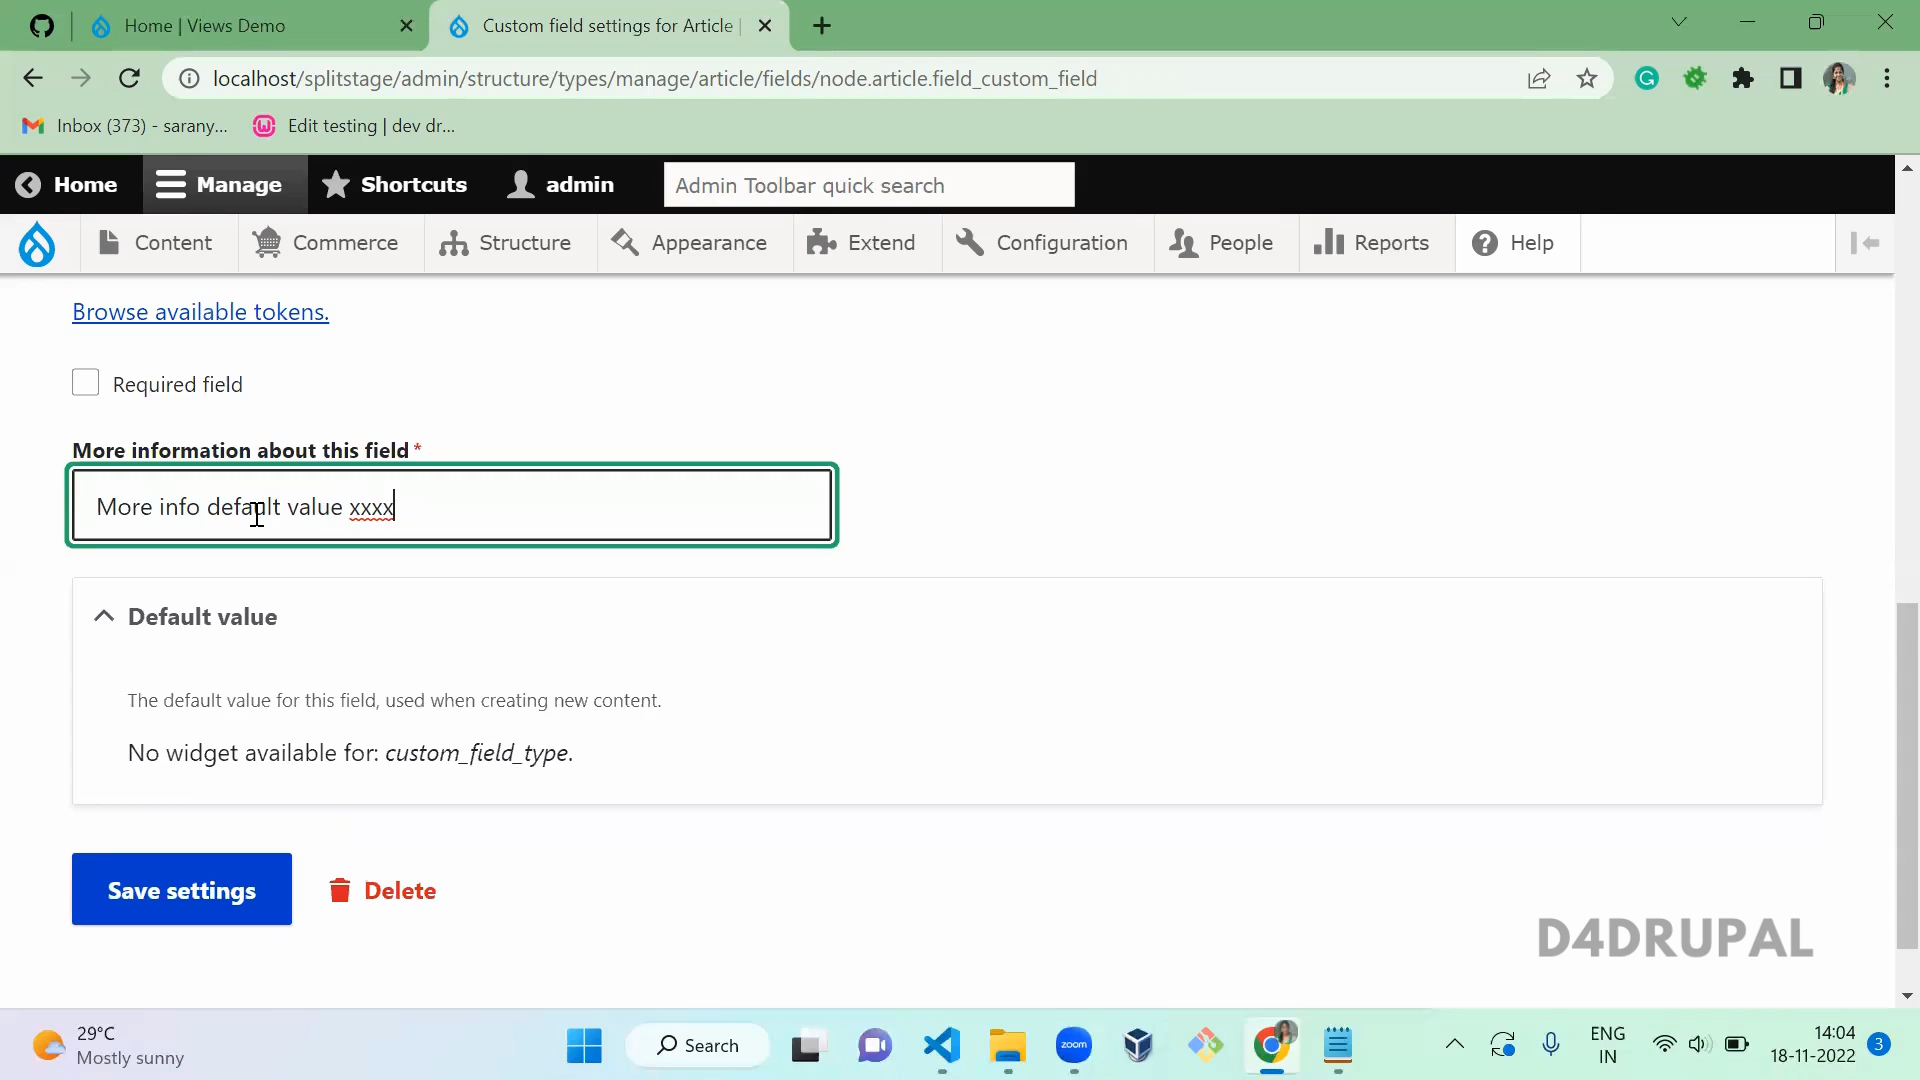 Home | Views Demo
Custom field settings for Article |
localhost/splitstage/admin/structure/types/manage/article/fields/node.article.field_custom_field
Inbox (373) - sarany...
Edit testing | dev dr...
Home
Manage
Shortcuts
admin
Admin Toolbar quick search
Content
Commerce
Structure
Appearance
Extend
Configuration
People
Reports
Help
Browse available tokens.
Required field
More information about this field *
More info default value xxxx
Default value
The default value for this field, used when creating new content.
No widget available for: custom_field_type.
Save settings
Delete
D4DRUPAL
29°C
Mostly sunny
Search
zoom
ENG
IN
14:04
18-11-2022
3